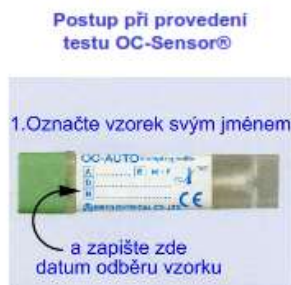 Postup při provedení
testu OC-Sensor®
1.Označte vzorek svým jménem
OC-AUTO
CE
a zapište zde
datum odběru vzorku